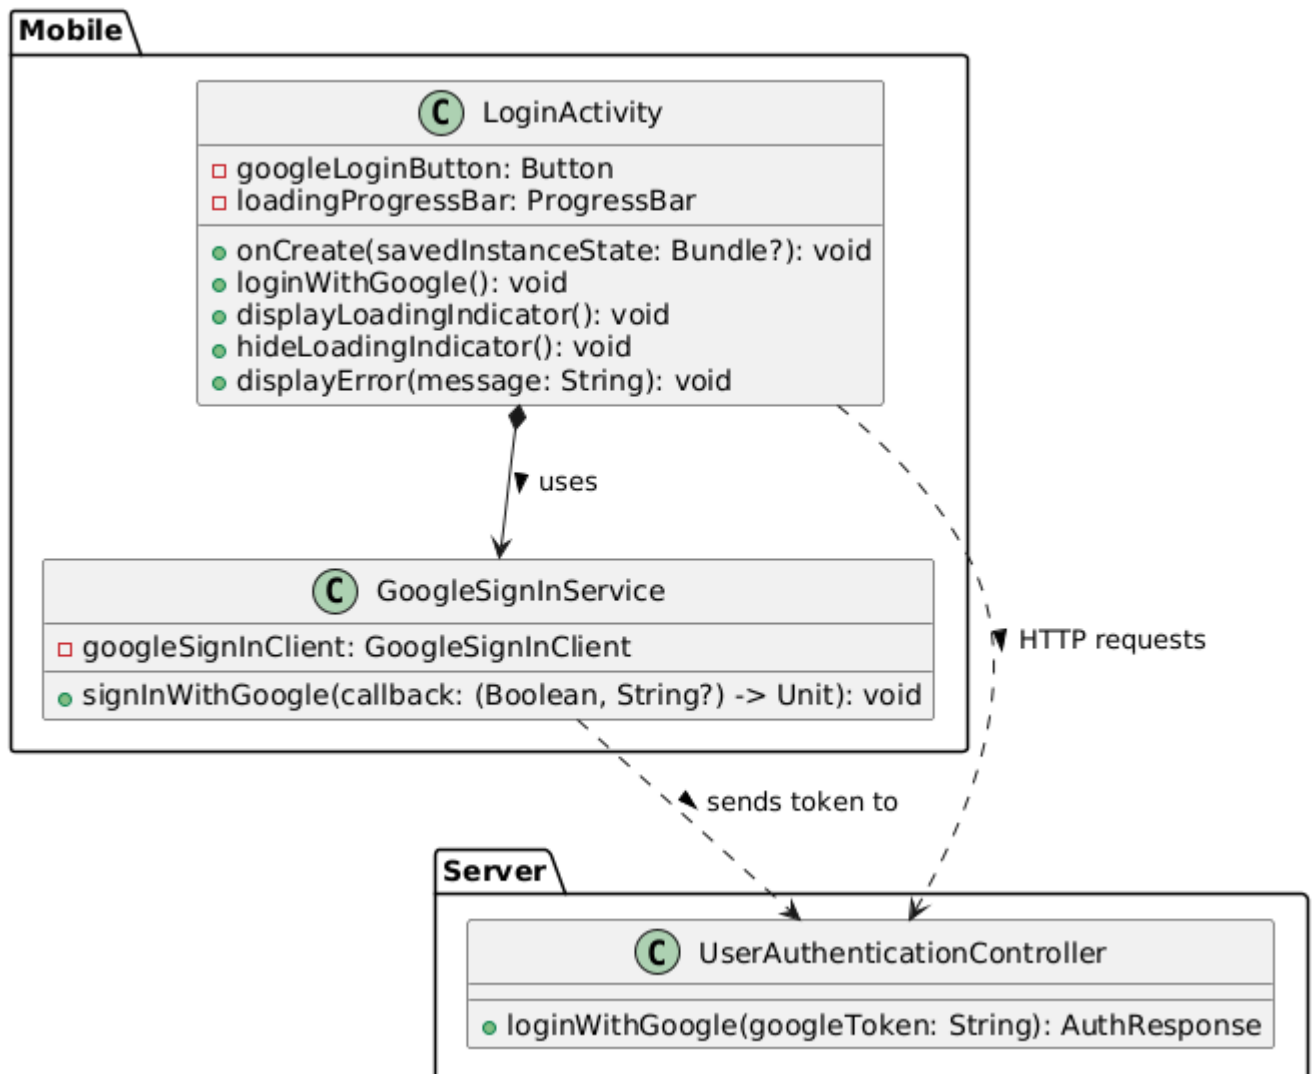 Mobile
C LoginActivity
googleLoginButton: Button
loadingProgressBar: ProgressBar
onCreate(savedInstanceState: Bundle?): void
loginWithGoogle(): void
displayLoadingIndicator(): void
hideLoadingIndicator(): void
displayError(message: String): void
uses
C GoogleSignInService
googleSignInClient: GoogleSignInClient
signInWithGoogle(callback: (Boolean, String?) -> Unit): void
HTTP requests
sends token to
Server
C UserAuthenticationController
loginWithGoogle(googleToken: String): AuthResponse